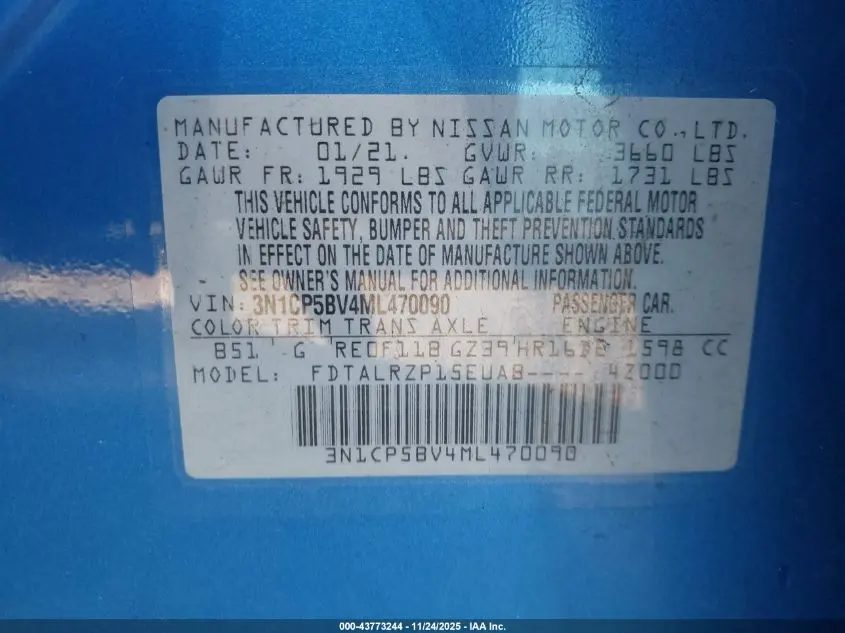 MANUFACTURED BY NISSAN MOTOR CO., LTD.
DATE: 01/21. GVWR: 3660 LBS
GAWR FR: 1929 LBS GAWR RR: 1731 LBS
THIS VEHICLE CONFORMS TO ALL APPLICABLE FEDERAL MOTOR
VEHICLE SAFETY, BUMPER AND THEFT PREVENTION STANDARDS
IN EFFECT ON THE DATE OF MANUFACTURE SHOWN ABOVE.
SEE OWNER'S MANUAL FOR ADDITIONAL INFORMATION.
VIN: 3N1CP5BV4ML470090 PASSENGER CAR.
COLOR TRIM TRANS AXLE ENGINE
B51 G RE0F11B GZ39 HR16DE 1598 CC
MODEL: FDTALRZP15EUAB---- 4Z000
3N1CP5BV4ML470090
000-43773244 - 11/24/2025 - IAA Inc.